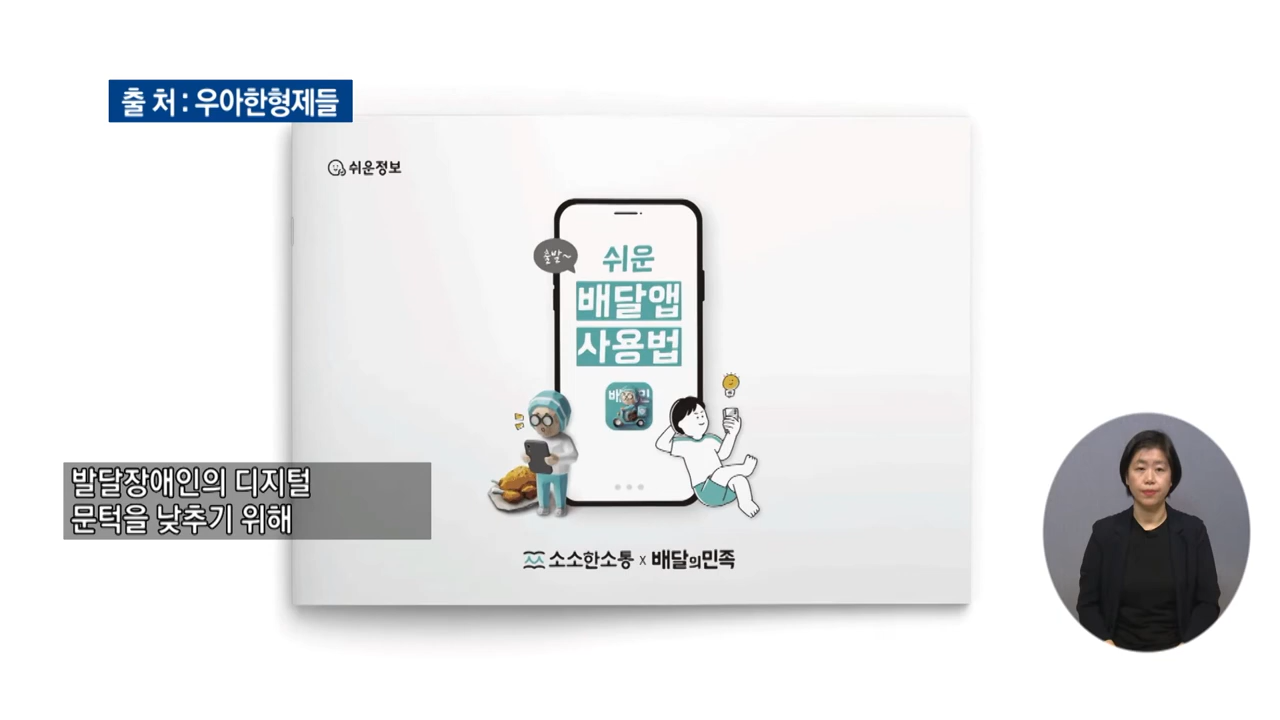 출 처 : 우아한형제들
쉬운정보
출발~
쉬운
배달앱
사용법
발달장애인의 디지털
문턱을 낮추기 위해
소소한소통 x 배달의민족